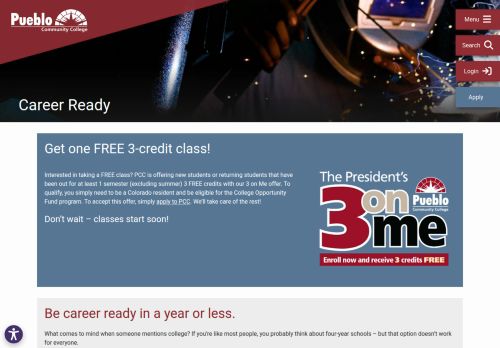 Pueblo
Community College
Menu
Search
Login
Apply
Career Ready
Get one FREE 3-credit class!
Interested in taking a FREE class? PCC is offering new students or returning students that have
been out for at least 1 semester (excluding summer) 3 FREE credits with our 3 on Me offer. To
qualify, you simply need to be a Colorado resident and be eligible for the College Opportunity
Fund program. To accept this offer, simply apply to PCC. We'll take care of the rest!
Don't wait – classes start soon!
The President's
3 on me
Pueblo
Community College
Enroll now and receive 3 credits FREE
Be career ready in a year or less.
What comes to mind when someone mentions college? If you're like most people, you probably think about four-year schools – but that option doesn't work
for everyone.